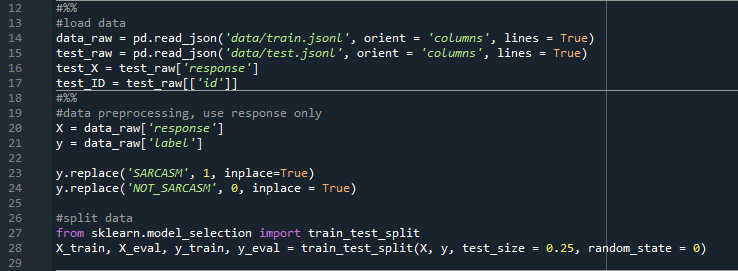 12 #%%
13 #load data
14 data_raw = pd.read_json('data/train.jsonl', orient = 'columns', lines = True)
15 test_raw = pd.read_json('data/test.jsonl', orient = 'columns', lines = True)
16 test_X = test_raw['response']
17 test_ID = test_raw[['id']]
18 #%%
19 #data preprocessing, use response only
20 X = data_raw['response']
21 y = data_raw['label']
22
23 y.replace('SARCASM', 1, inplace=True)
24 y.replace('NOT_SARCASM', 0, inplace = True)
25
26 #split data
27 from sklearn.model_selection import train_test_split
28 X_train, X_eval, y_train, y_eval = train_test_split(X, y, test_size = 0.25, random_state = 0)
29